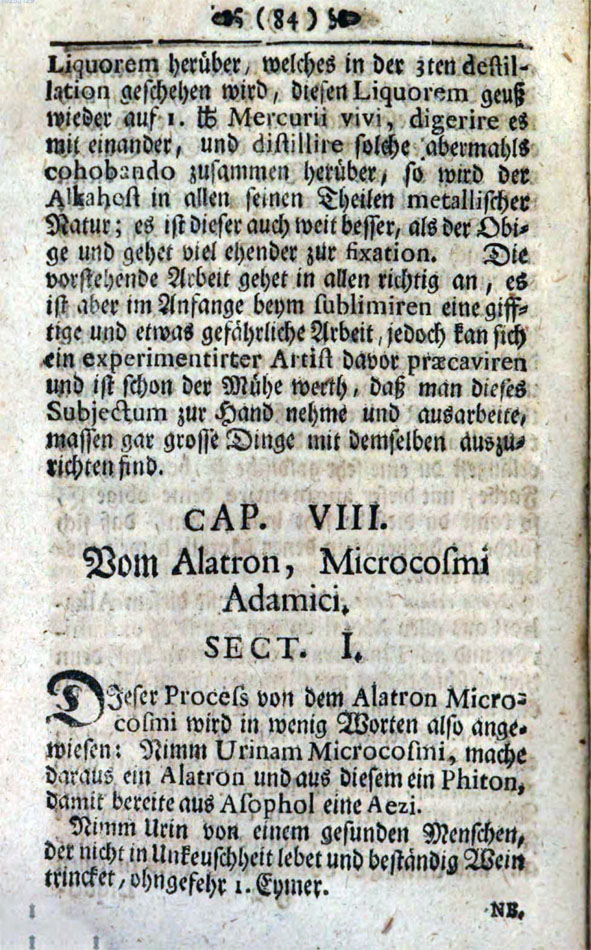 (84)
Liquorem herüber, welches in der 3ten deſtil-
lation geſchehen wird, dieſen Liquorem geuß
wieder auf 1. ℔ Mercurii vivi, digerire es
mit einander, und diſtillire ſolche abermahls
cohobando zuſammen herüber, ſo wird der
Alkahoſt in allen ſeinen Theilen metalliſcher
Natur; es iſt dieſer auch weit beſſer, als der Obi-
ge und gehet viel ehender zur fixation. Die
vorſtehende Arbeit gehet in allen richtig an, es
iſt aber im Anfange beym ſublimiren eine giff-
tige und etwas gefährliche Arbeit, jedoch kan ſich
ein experimentirter Artiſt davor præcaviren
und iſt ſchon der Mühe werth, daß man dieſes
Subjectum zur Hand nehme und ausarbeite,
maſſen gar groſſe Dinge mit demſelben auszu-
richten ſind.
CAP. VIII.
Vom Alatron, Microcoſmi
Adamici.
SECT. I.
DIeſer Proceſs von dem Alatron Micro-
coſmi wird in wenig Worten alſo ange-
wieſen: Nimm Urinam Microcoſmi, mache
daraus ein Alatron und aus dieſem ein Phiton,
damit bereite aus Aſophol eine Aezi.
Nimm Urin von einem geſunden Menſchen,
der nicht in Unkeuſchheit lebet und beſtändig Wein
trincket, ohngefehr 1. Eymer.
NB.